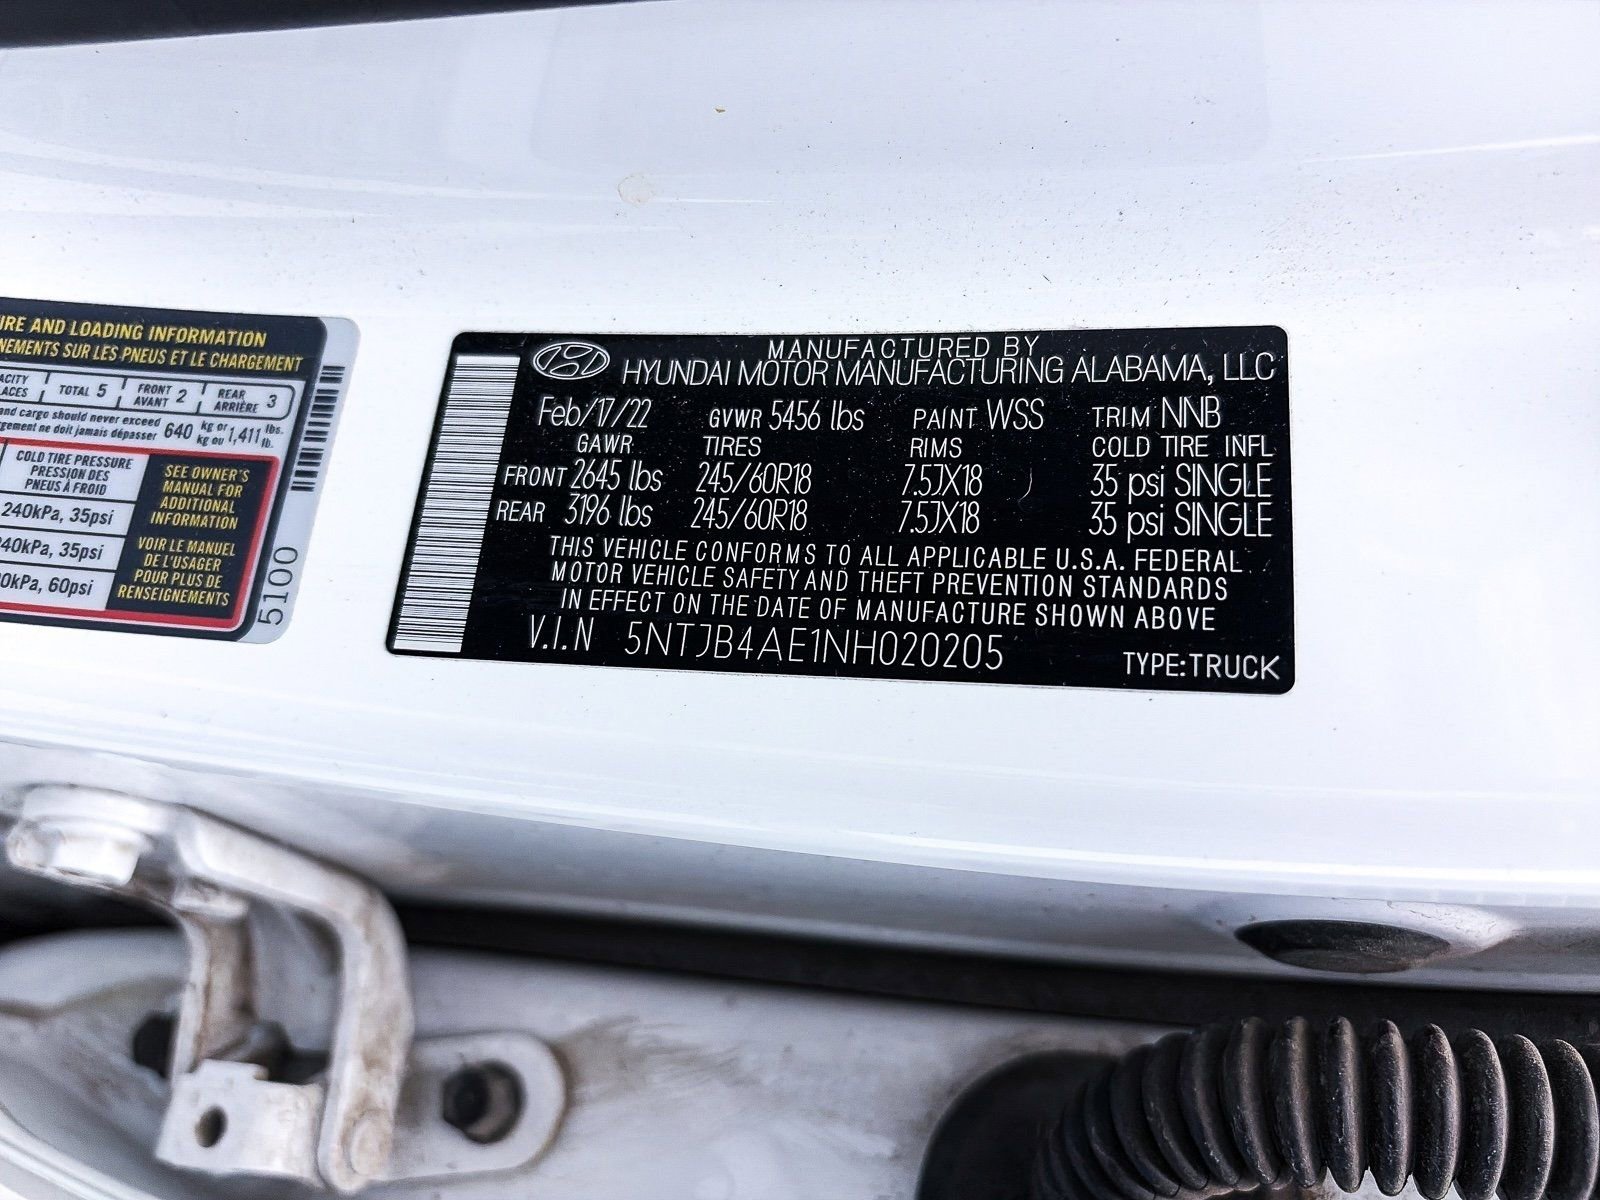 IRE AND LOADING INFORMATION
NEMENTS SUR LES PNEUS ET LE CHARGEMENT
ACITY TOTAL 5 FRONT 2 REAR 3
ACES AVANT ARRIÈRE
and cargo should never exceed 640 kg or 1,411 lbs.
rgement ne doit jamais dépasser kg ou lb.
COLD TIRE PRESSURE
PRESSION DES
PNEUS À FROID
240kPa, 35psi
240kPa, 35psi
0kPa, 60psi
SEE OWNER'S
MANUAL FOR
ADDITIONAL
INFORMATION
VOIR LE MANUEL
DE L'USAGER
POUR PLUS DE
RENSEIGNEMENTS
5100
MANUFACTURED BY
HYUNDAI MOTOR MANUFACTURING ALABAMA, LLC
Feb/17/22 GVWR 5456 lbs PAINT WSS TRIM NNB
GAWR TIRES RIMS COLD TIRE INFL
FRONT 2645 lbs 245/60R18 7.5JX18 35 psi SINGLE
REAR 3196 lbs 245/60R18 7.5JX18 35 psi SINGLE
THIS VEHICLE CONFORMS TO ALL APPLICABLE U.S.A. FEDERAL
MOTOR VEHICLE SAFETY AND THEFT PREVENTION STANDARDS
IN EFFECT ON THE DATE OF MANUFACTURE SHOWN ABOVE
V.I.N 5NTJB4AE1NH020205 TYPE:TRUCK